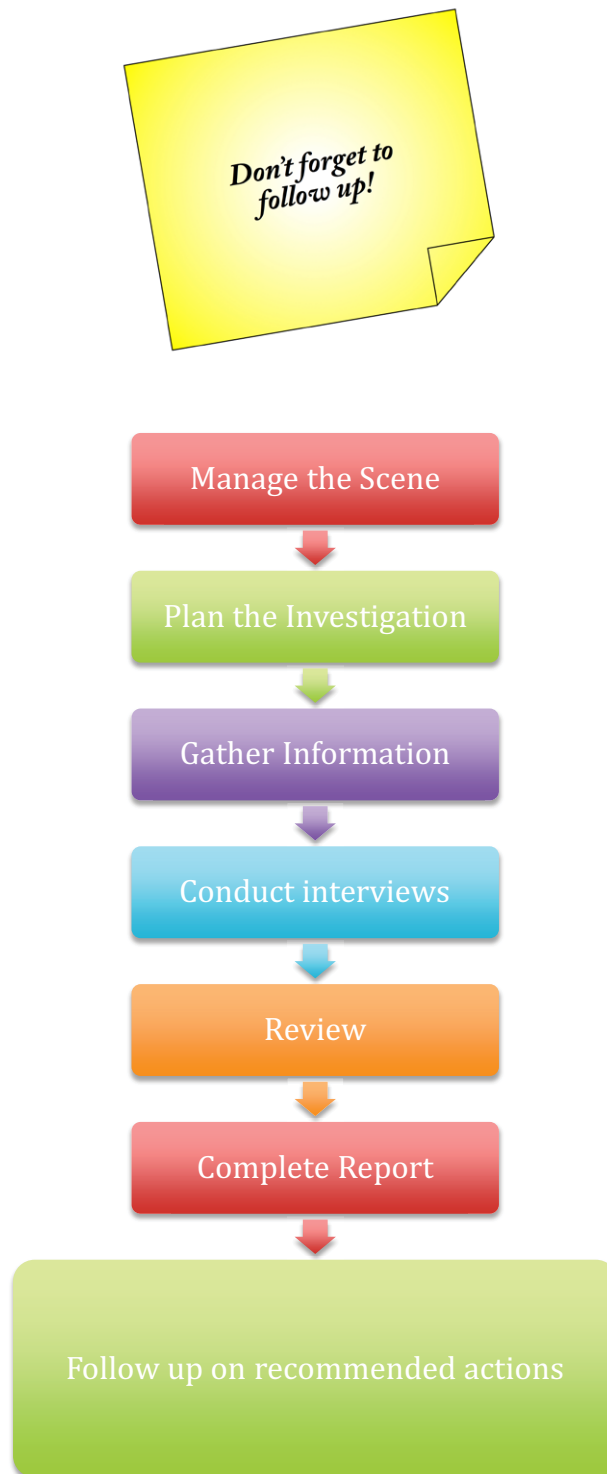 Don't forget to
follow up!
Manage the Scene
Plan the Investigation
Gather Information
Conduct interviews
Review
Complete Report
Follow up on recommended actions